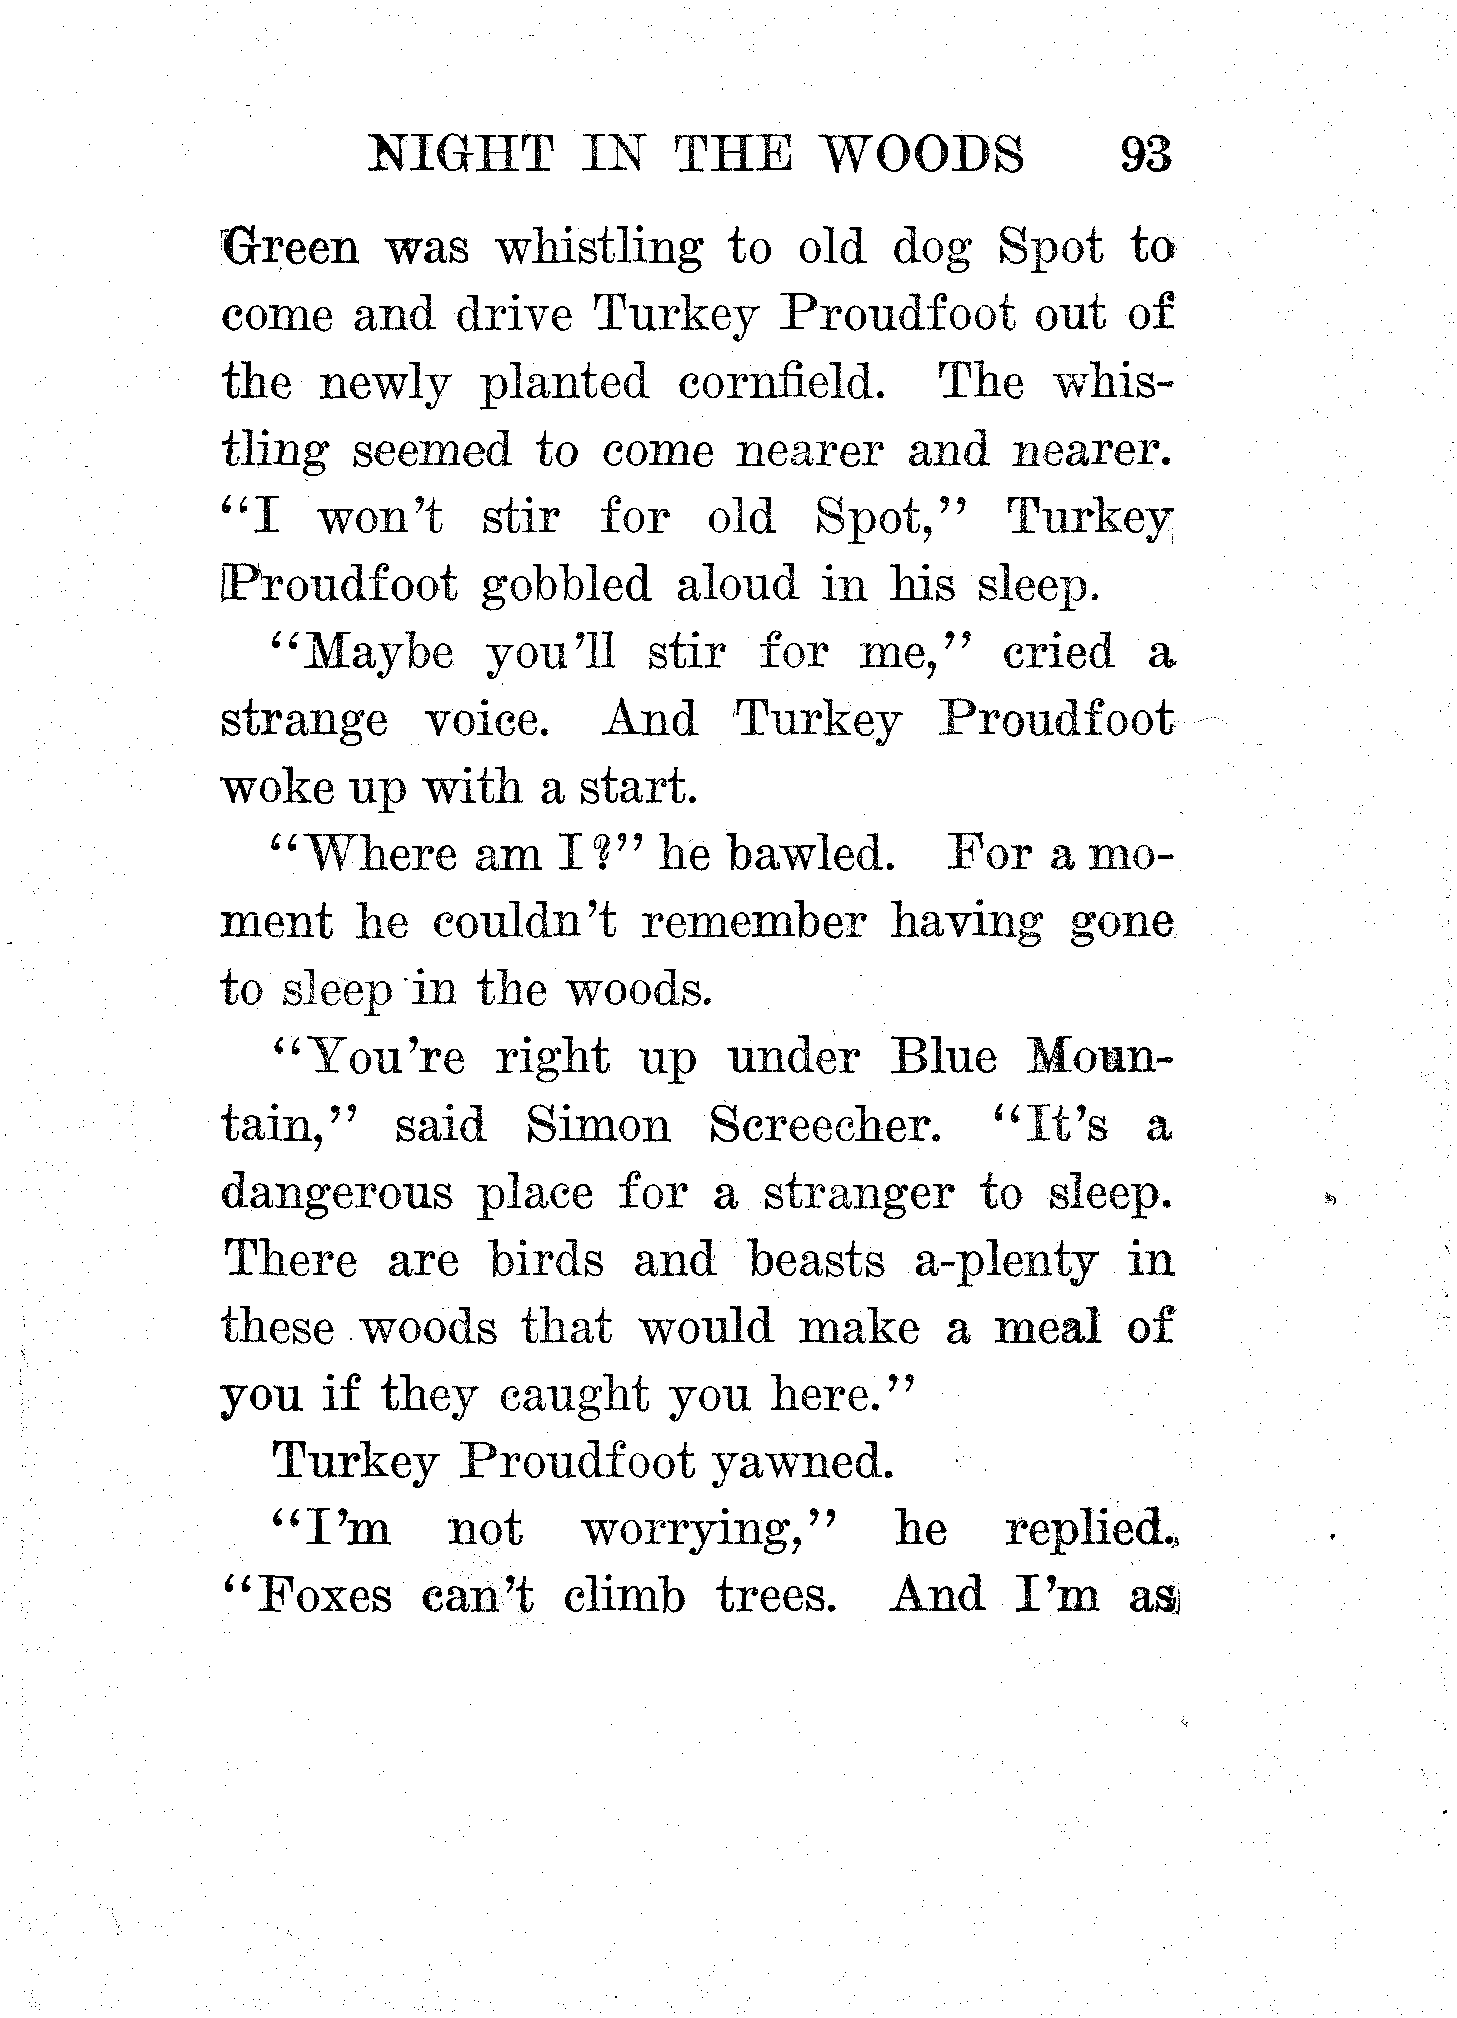 NIGHT IN THE WOODS 93
Green was whistling to old dog Spot to
come and drive Turkey Proudfoot out of
the newly planted cornfield. The whis-
tling seemed to come nearer and nearer.
"I won't stir for old Spot," Turkey
Proudfoot gobbled aloud in his sleep.
"Maybe you'll stir for me," cried a
strange voice. And Turkey Proudfoot
woke up with a start.
"Where am I?" he bawled. For a mo-
ment he couldn't remember having gone
to sleep in the woods.
"You're right up under Blue Moun-
tain," said Simon Screecher. "It's a
dangerous place for a stranger to sleep.
There are birds and beasts a-plenty in
these woods that would make a meal of
you if they caught you here."
Turkey Proudfoot yawned.
"I'm not worrying," he replied.
"Foxes can't climb trees. And I'm as